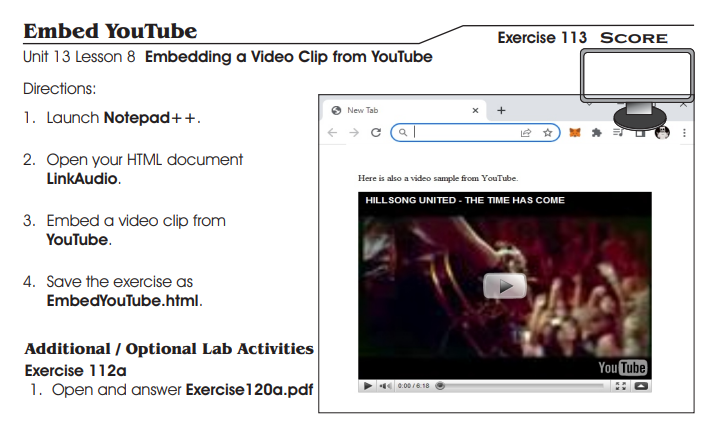 Embed YouTube
Exercise 113 SCORE
Unit 13 Lesson 8 Embedding a Video Clip from YouTube
Directions:
1. Launch Notepad++.
2. Open your HTML document
LinkAudio.
3. Embed a video clip from
YouTube.
4. Save the exercise as
EmbedYouTube.html.
Additional / Optional Lab Activities
Exercise 112a
1. Open and answer Exercise120a.pdf
New Tab
Here is also a video sample from YouTube.
HILLSONG UNITED - THE TIME HAS COME
YouTube
0:00 / 6:18